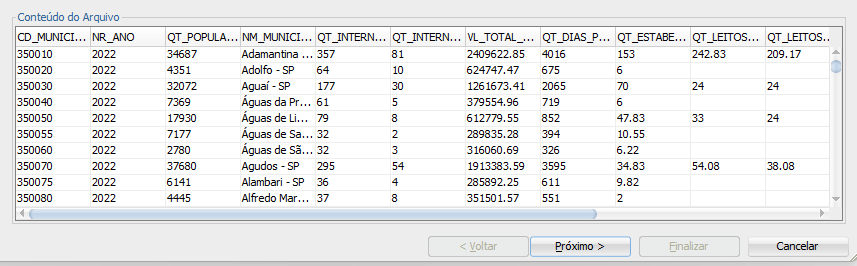 Conteúdo do Arquivo
CD_MUNICI... NR_ANO QT_POPULA... NM_MUNICI... QT_INTERN... QT_INTERN... VL_TOTAL_... QT_DIAS_P... QT_ESTABE... QT_LEITOS... QT_LEITOS...
350010 2022 34687 Adamantina ... 357 81 2409622.85 4016 153 242.83 209.17
350020 2022 4351 Adolfo - SP 64 10 624747.47 675 6
350030 2022 32072 Aguaí - SP 177 30 1261673.41 2065 70 24 24
350040 2022 7369 Águas da Pr... 61 5 379554.96 719 6
350050 2022 17930 Águas de Li... 79 8 612779.55 852 47.83 33 24
350055 2022 7177 Águas de Sa... 32 2 289835.28 394 10.55
350060 2022 2780 Águas de Sã... 32 3 316060.69 326 6.22
350070 2022 37680 Agudos - SP 295 54 1913383.59 3595 34.83 54.08 38.08
350075 2022 6141 Alambari - SP 36 4 285892.25 611 9.82
350080 2022 4445 Alfredo Mar... 37 8 351501.57 551 2
< Voltar Próximo > Finalizar Cancelar